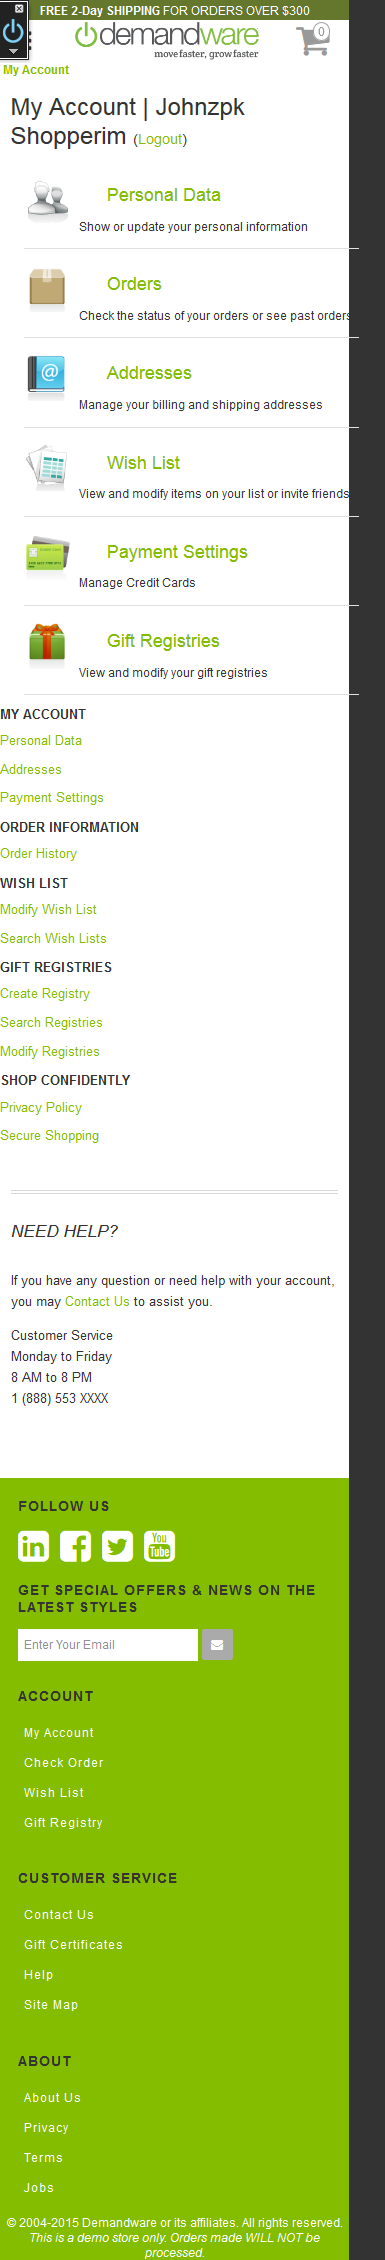 FREE 2-Day SHIPPING FOR ORDERS OVER $300
demandware
move faster, grow faster
0
My Account
My Account | Johnzpk
Shopperim (Logout)
Personal Data
Show or update your personal information
Orders
Check the status of your orders or see past orders
Addresses
@
Manage your billing and shipping addresses
Wish List
View and modify items on your list or invite friends
Payment Settings
Manage Credit Cards
Gift Registries
View and modify your gift registries
MY ACCOUNT
Personal Data
Addresses
Payment Settings
ORDER INFORMATION
Order History
WISH LIST
Modify Wish List
Search Wish Lists
GIFT REGISTRIES
Create Registry
Search Registries
Modify Registries
SHOP CONFIDENTLY
Privacy Policy
Secure Shopping
NEED HELP?
If you have any question or need help with your account,
you may Contact Us to assist you.
Customer Service
Monday to Friday
8 AM to 8 PM
1 (888) 553 XXXX
FOLLOW US
in
f
You
Tube
GET SPECIAL OFFERS & NEWS ON THE
LATEST STYLES
Enter Your Email
ACCOUNT
My Account
Check Order
Wish List
Gift Registry
CUSTOMER SERVICE
Contact Us
Gift Certificates
Help
Site Map
ABOUT
About Us
Privacy
Terms
Jobs
© 2004-2015 Demandware or its affiliates. All rights reserved.
This is a demo store only. Orders made WILL NOT be
processed.